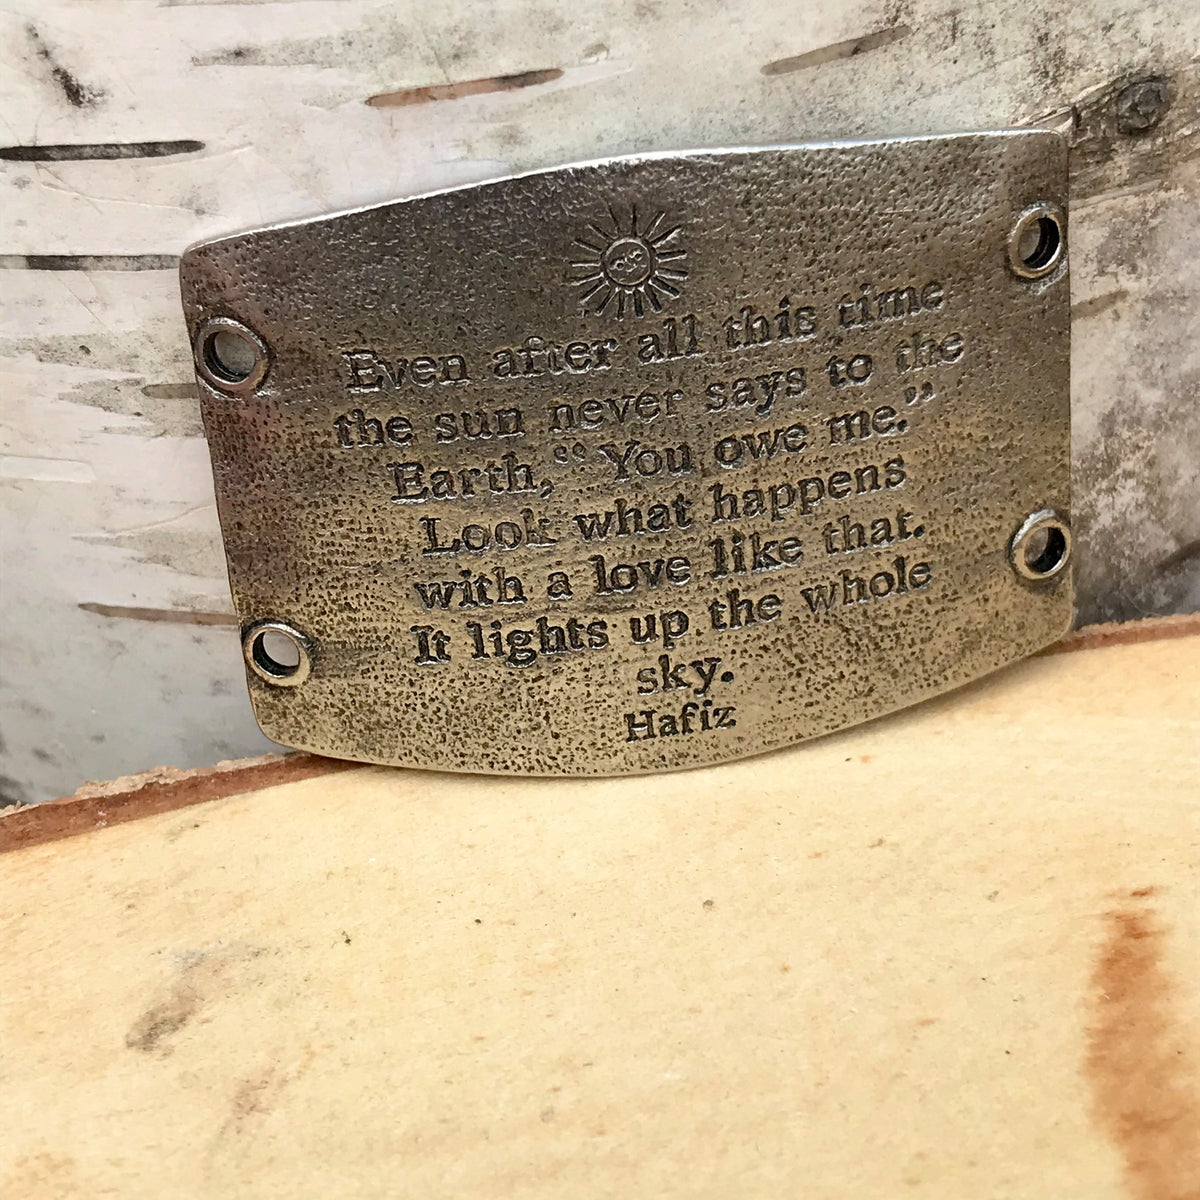 Even after all this time
the sun never says to the
Earth, “You owe me.”
Look what happens
with a love like that.
It lights up the whole
sky.
Hafiz